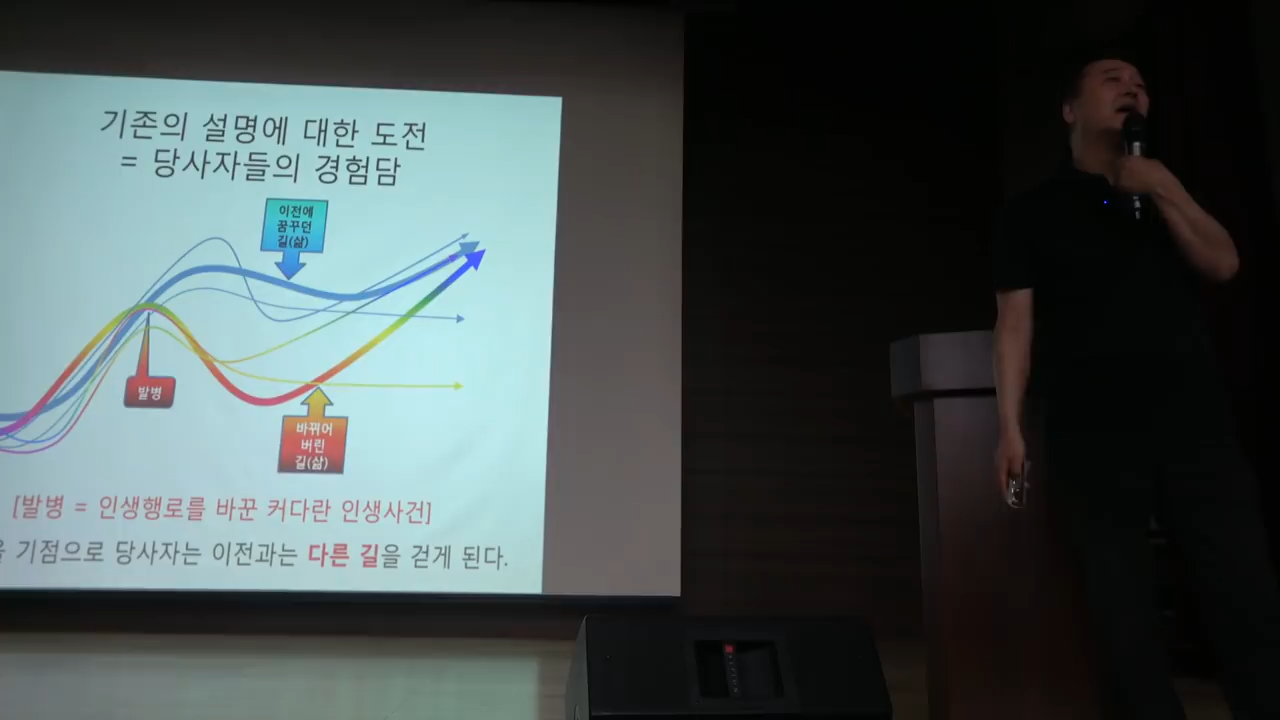 기존의 설명에 대한 도전
= 당사자들의 경험담
이전에
꿈꾸던
길(삶)
발병
바뀌어
버린
길(삶)
[발병 = 인생행로를 바꾼 커다란 인생사건]
기점으로 당사자는 이전과는 다른 길을 걷게 된다.